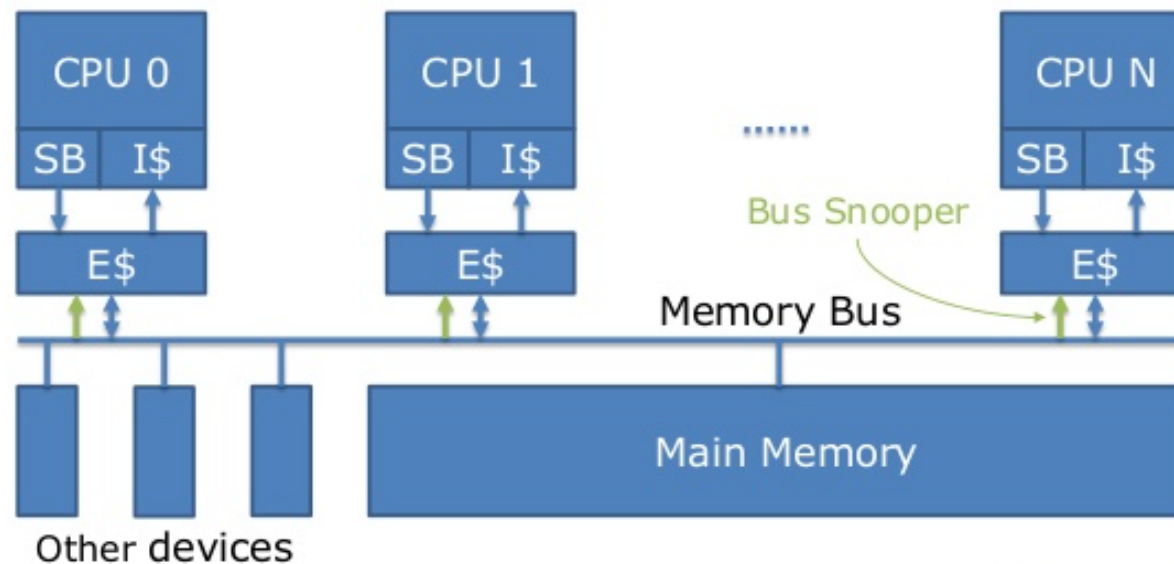 CPU 0
CPU 1
CPU N
SB
I$
SB
I$
SB
I$
Bus Snooper
E$
E$
E$
Memory Bus
Main Memory
Other devices